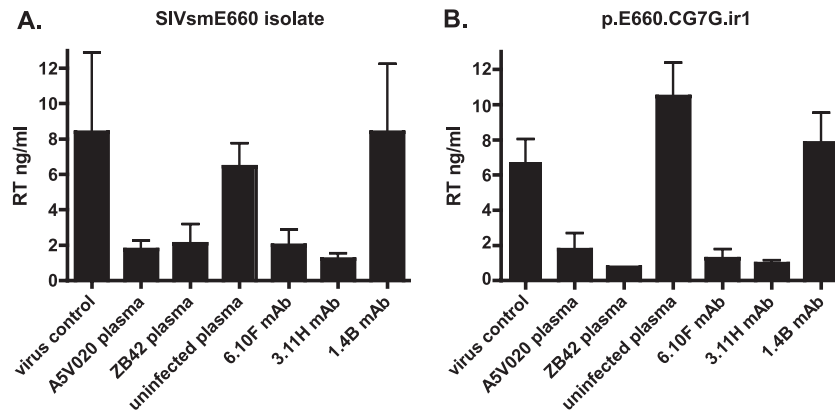 A.
SIVsmE660 isolate
RT ng/ml
12
10
8
6
4
2
0
virus control
A5V020 plasma
ZB42 plasma
uninfected plasma
6.10F mAb
3.11H mAb
1.4B mAb
B.
p.E660.CG7G.ir1
RT ng/ml
12
10
8
6
4
2
0
virus control
A5V020 plasma
ZB42 plasma
uninfected plasma
6.10F mAb
3.11H mAb
1.4B mAb